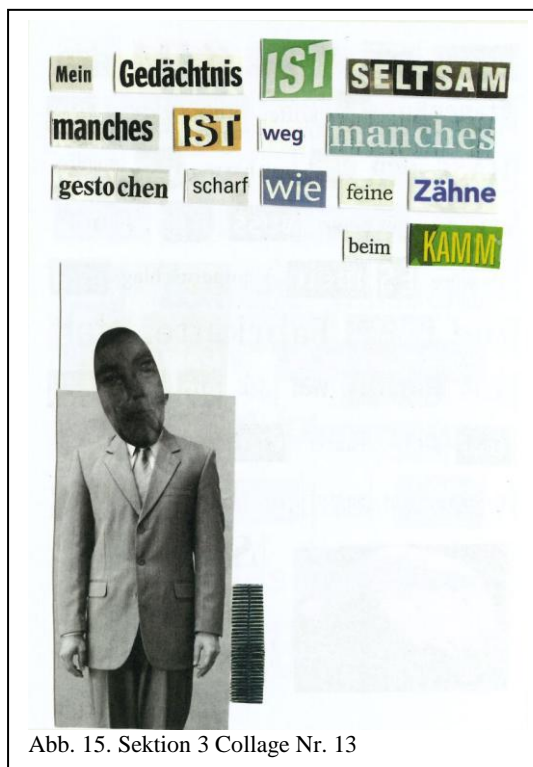 Mein Gedächtnis IST SELTSAM
manches IST weg manches
gestochen scharf wie feine Zähne
beim KAMM
Abb. 15. Sektion 3 Collage Nr. 13